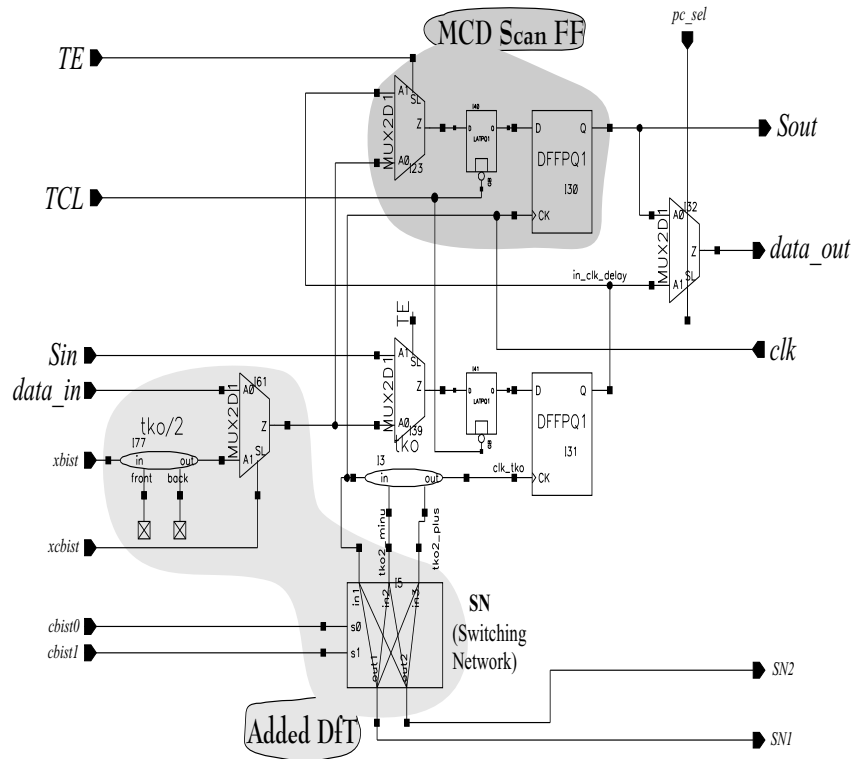 MCD Scan FF
pc_sel
TE
A1
SL
MUX2D1
Z
A0
I23
I40
D
Q
LATPQ1
D
Q
DFFPQ1
I30
CK
Sout
TCL
I32
A0
MUX2D1
Z
SL
A1
data_out
in_clk_delay
clk
TE
Sin
data_in
A1
SL
MUX2D1
Z
A0
I39
tko
I41
D
Q
LATPQ1
D
Q
DFFPQ1
I31
CK
I61
A0
MUX2D1
Z
A1
SL
tko/2
I77
in
out
front
back
xbist
I3
in
out
clk_tko
tko2_minu
tko2_plus
xcbist
I5
in1
in2
in3
s0
s1
out1
out2
SN
(Switching
Network)
cbist0
cbist1
SN2
SN1
Added DfT